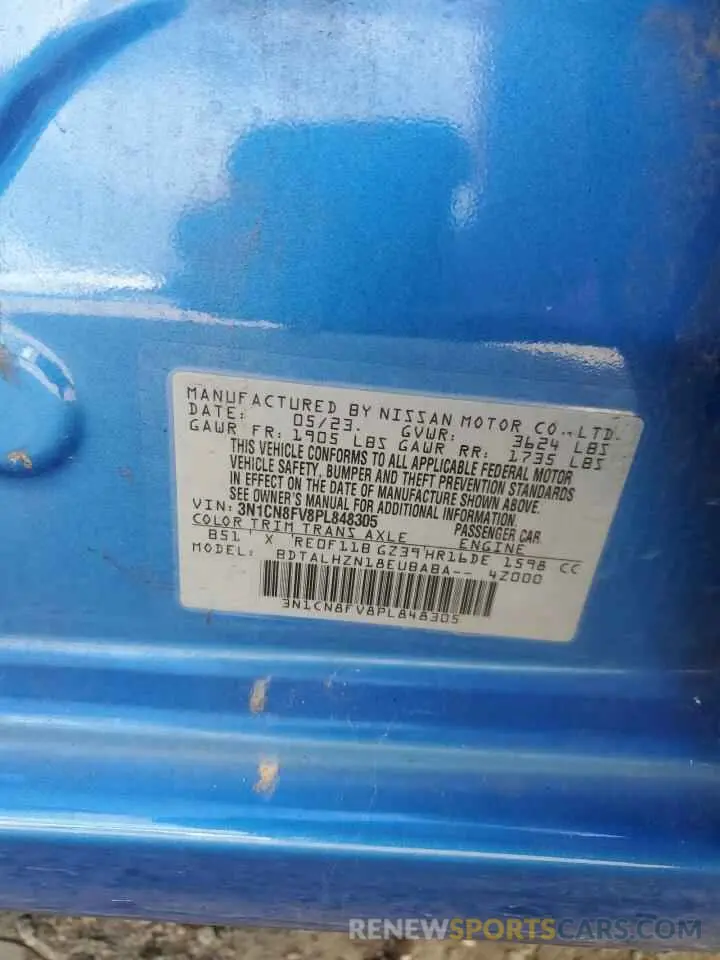 MANUFACTURED BY NISSAN MOTOR CO.,LTD.
DATE: 05/23. GVWR: 3624 LBS
GAWR FR: 1905 LBS GAWR RR: 1735 LBS
THIS VEHICLE CONFORMS TO ALL APPLICABLE FEDERAL MOTOR
VEHICLE SAFETY, BUMPER AND THEFT PREVENTION STANDARDS
IN EFFECT ON THE DATE OF MANUFACTURE SHOWN ABOVE.
SEE OWNER'S MANUAL FOR ADDITIONAL INFORMATION.
VIN: 3N1CN8FV8PL848305 PASSENGER CAR
COLOR TRIM TRANS AXLE ENGINE
B51 X RE0F11B GZ39 HR16DE 1598 CC
MODEL: BDTALHZN18EUBABA-- 4Z000
3N1CN8FV8PL848305
RENEWSPORTSCARS.COM